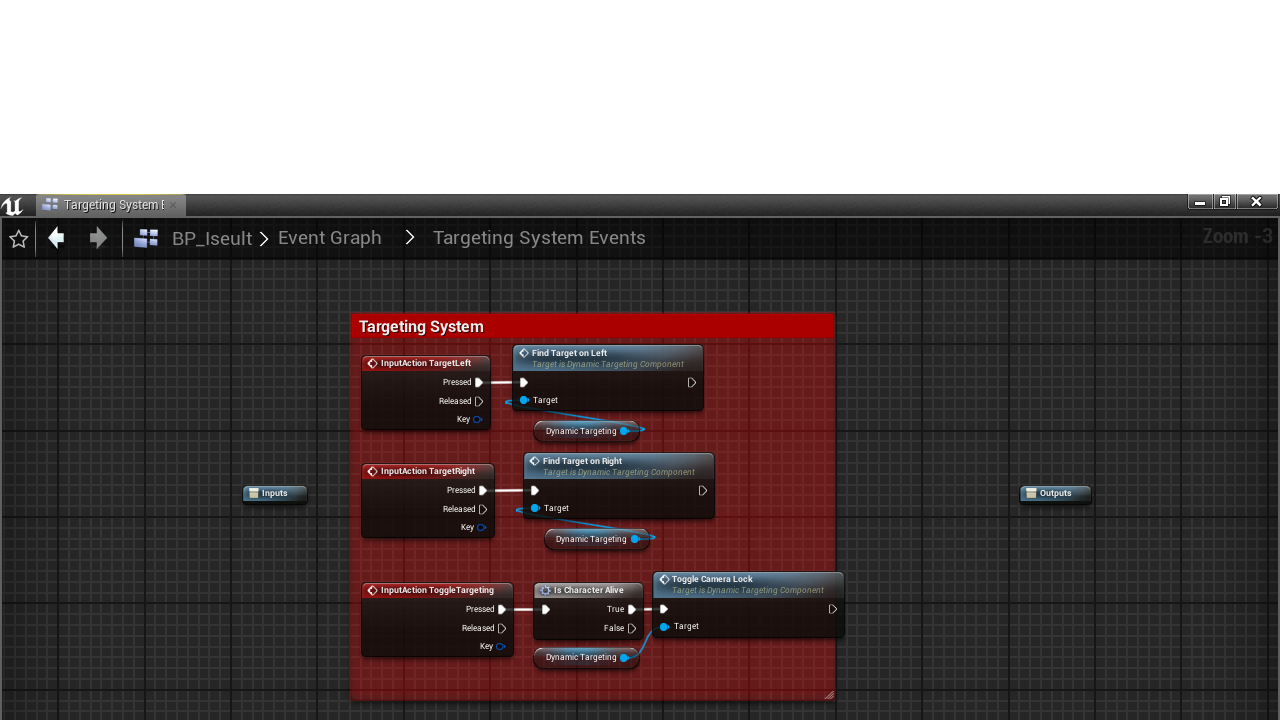 Targeting System E
BP_Iseult > Event Graph > Targeting System Events
Zoom -3
Targeting System
InputAction TargetLeft
Pressed
Released
Key
Find Target on Left
Target is Dynamic Targeting Component
Target
Dynamic Targeting
InputAction TargetRight
Pressed
Released
Key
Find Target on Right
Target is Dynamic Targeting Component
Target
Dynamic Targeting
Inputs
Outputs
InputAction ToggleTargeting
Pressed
Released
Key
Is Character Alive
True
False
Dynamic Targeting
Toggle Camera Lock
Target is Dynamic Targeting Component
Target